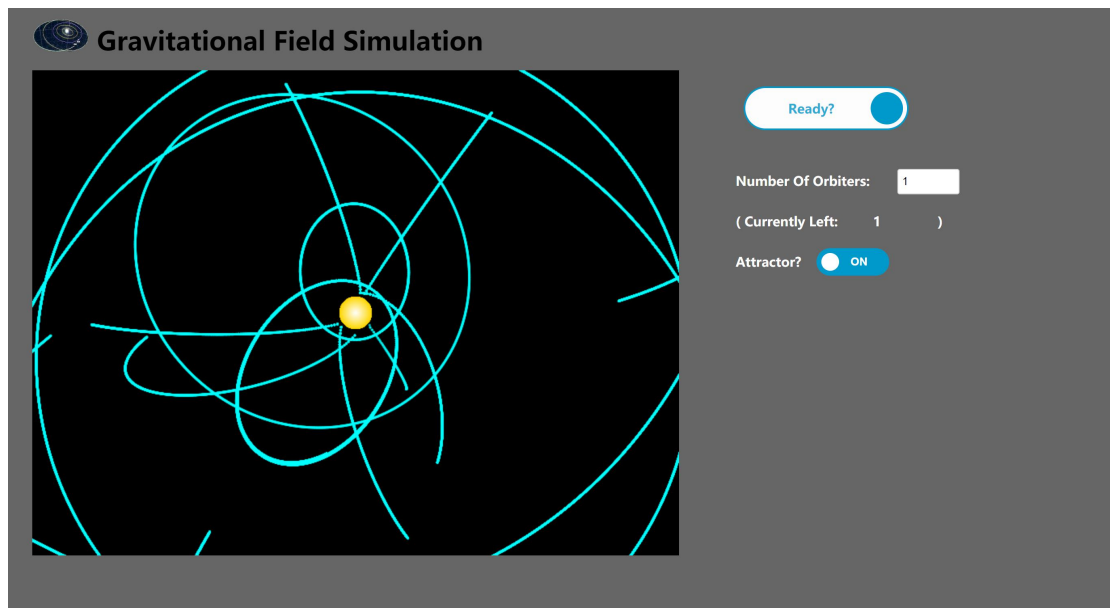 Gravitational Field Simulation
Ready?
Number Of Orbiters: 1
( Currently Left: 1 )
Attractor? ON